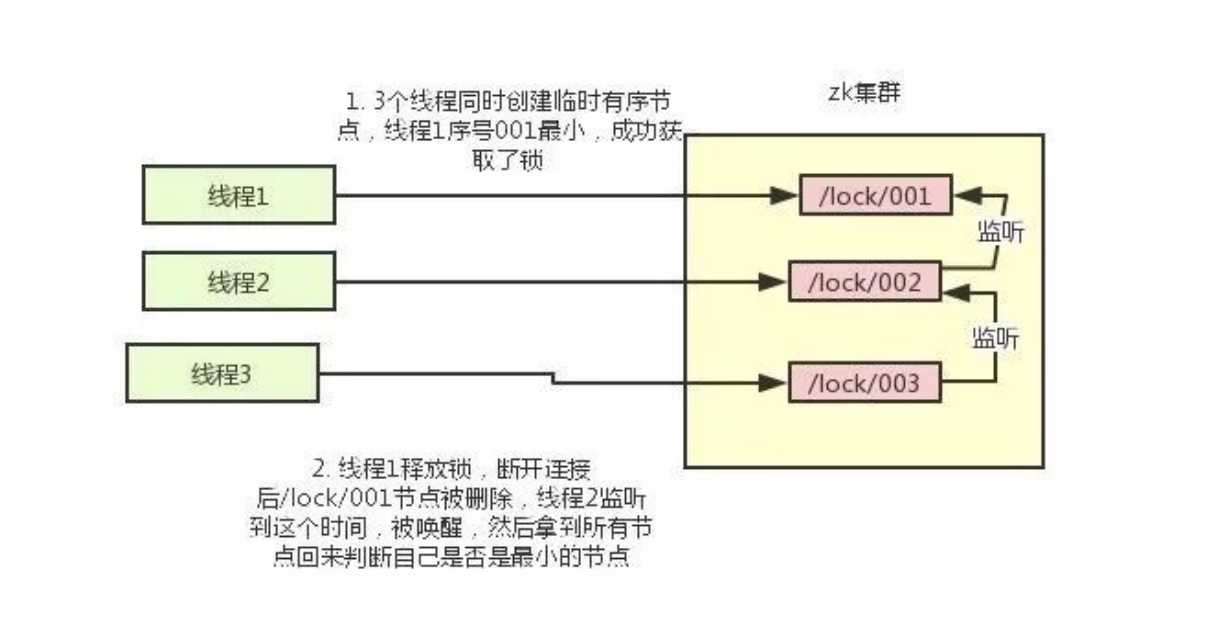 zk集群
1. 3个线程同时创建临时有序节
点，线程1序号001最小，成功获
取了锁
线程1
/lock/001
监听
线程2
/lock/002
监听
线程3
/lock/003
2. 线程1释放锁，断开连接
后/lock/001节点被删除，线程2监听
到这个时间，被唤醒，然后拿到所有节
点回来判断自己是否是最小的节点